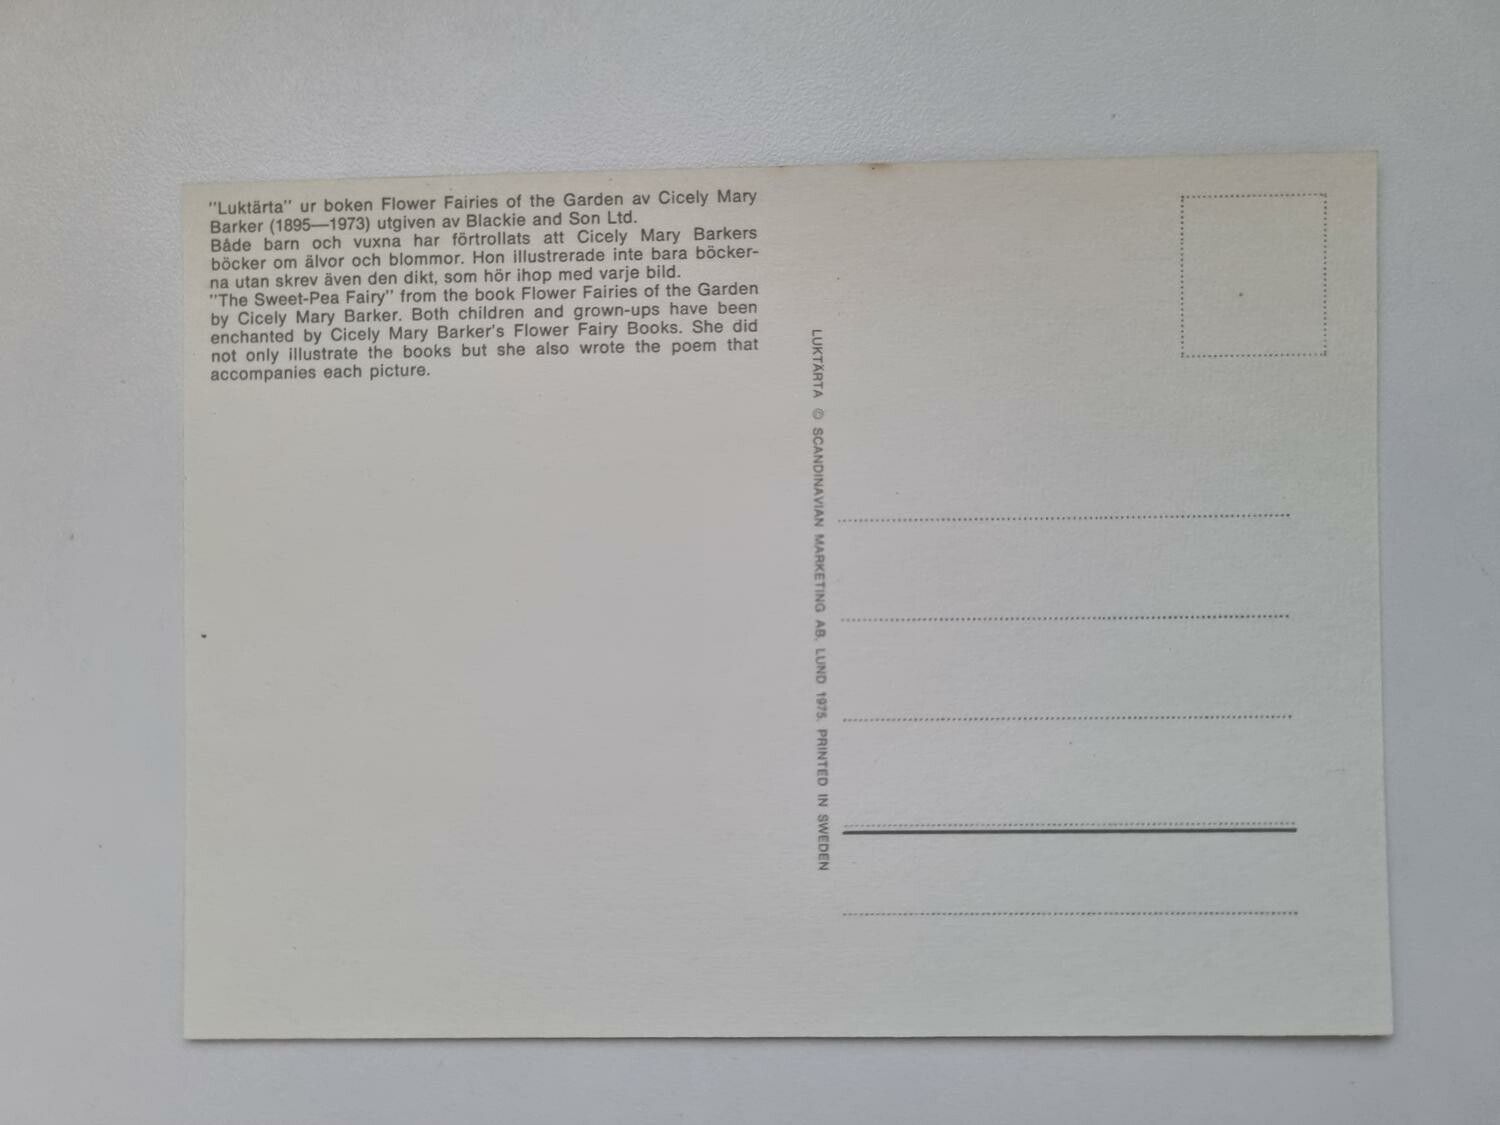 "Luktärta" ur boken Flower Fairies of the Garden av Cicely Mary
Barker (1895—1973) utgiven av Blackie and Son Ltd.
Både barn och vuxna har förtrollats att Cicely Mary Barkers
böcker om älvor och blommor. Hon illustrerade inte bara böcker-
na utan skrev även den dikt, som hör ihop med varje bild.
"The Sweet-Pea Fairy" from the book Flower Fairies of the Garden
by Cicely Mary Barker. Both children and grown-ups have been
enchanted by Cicely Mary Barker's Flower Fairy Books. She did
not only illustrate the books but she also wrote the poem that
accompanies each picture.
LUKTÄRTA © SCANDINAVIAN MARKETING AB. LUND 1975. PRINTED IN SWEDEN